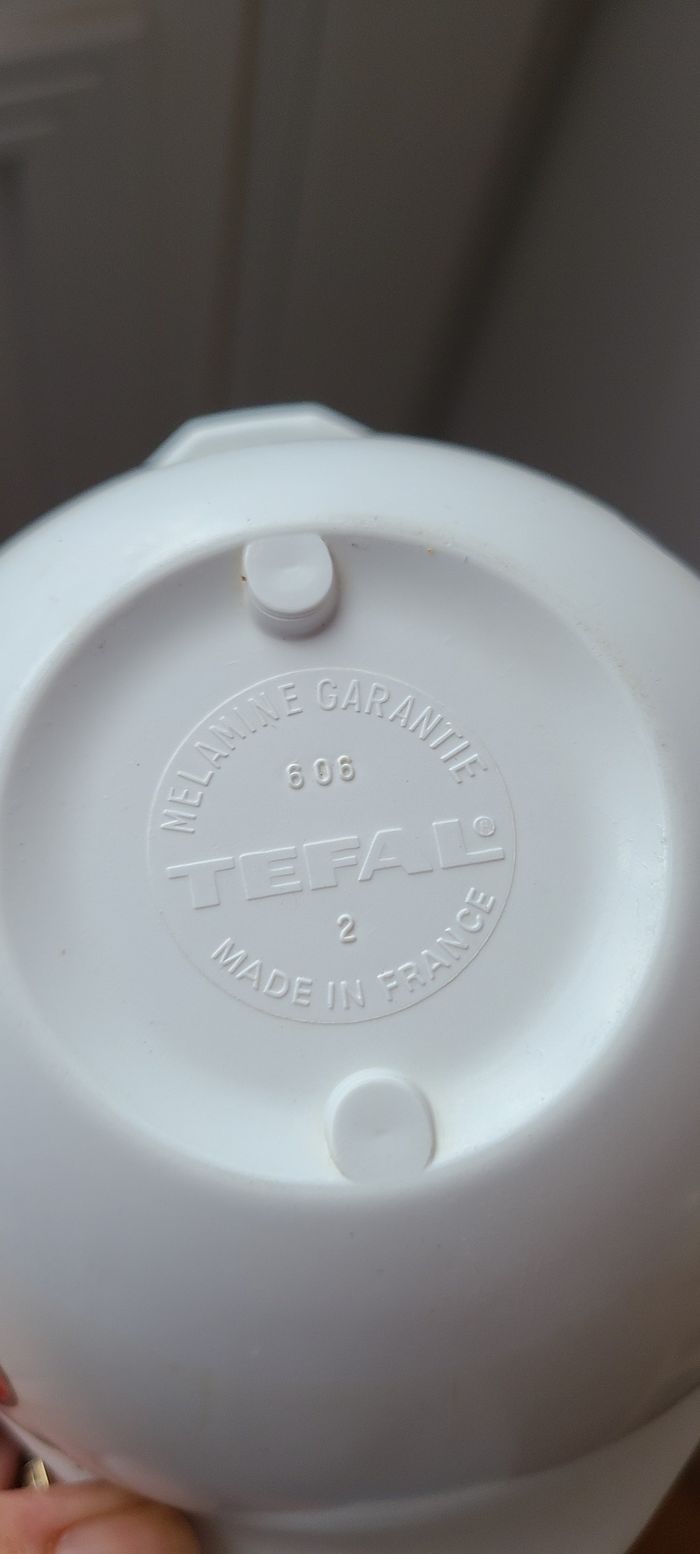 MELAMINE GARANTIE
606
TEFAL®
2
MADE IN FRANCE